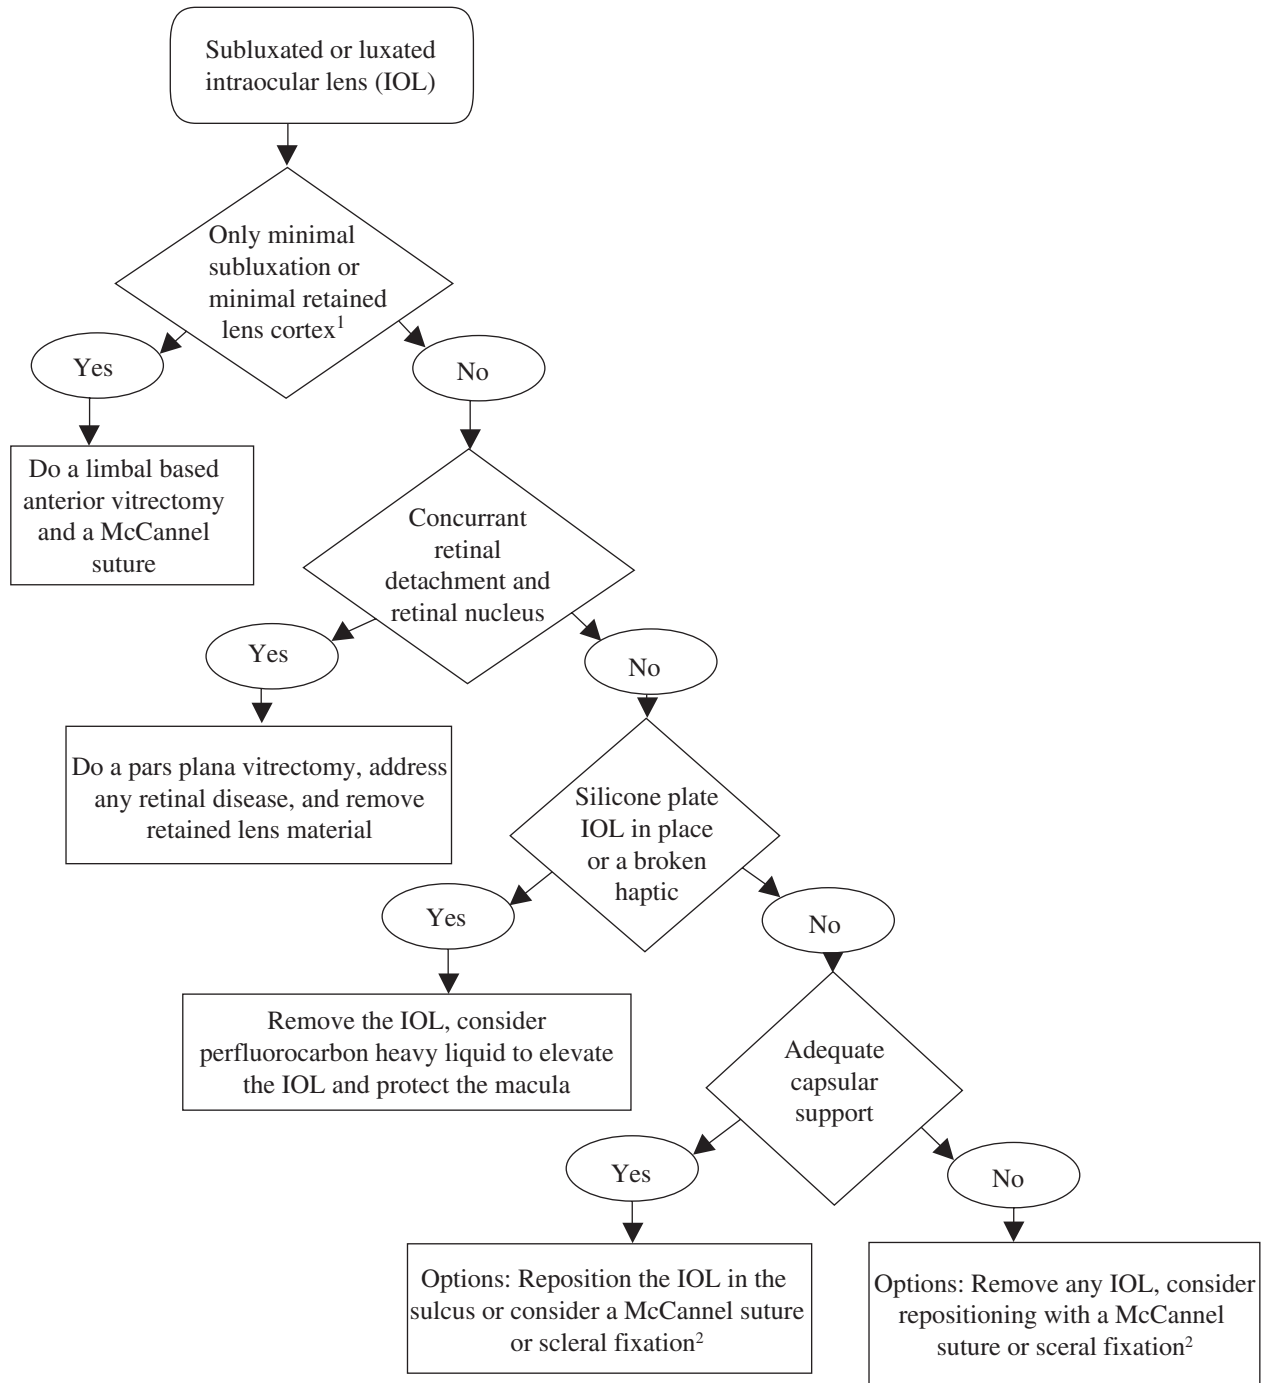 Subluxated or luxated
intraocular lens (IOL)
Only minimal
subluxation or
minimal retained
lens cortex1
Yes
No
Do a limbal based
anterior vitrectomy
and a McCannel
suture
Concurrant
retinal
detachment and
retinal nucleus
Yes
No
Do a pars plana vitrectomy, address
any retinal disease, and remove
retained lens material
Silicone plate
IOL in place
or a broken
haptic
Yes
No
Remove the IOL, consider
perfluorocarbon heavy liquid to elevate
the IOL and protect the macula
Adequate
capsular
support
Yes
No
Options: Reposition the IOL in the
sulcus or consider a McCannel suture
or scleral fixation2
Options: Remove any IOL, consider
repositioning with a McCannel
suture or sceral fixation2